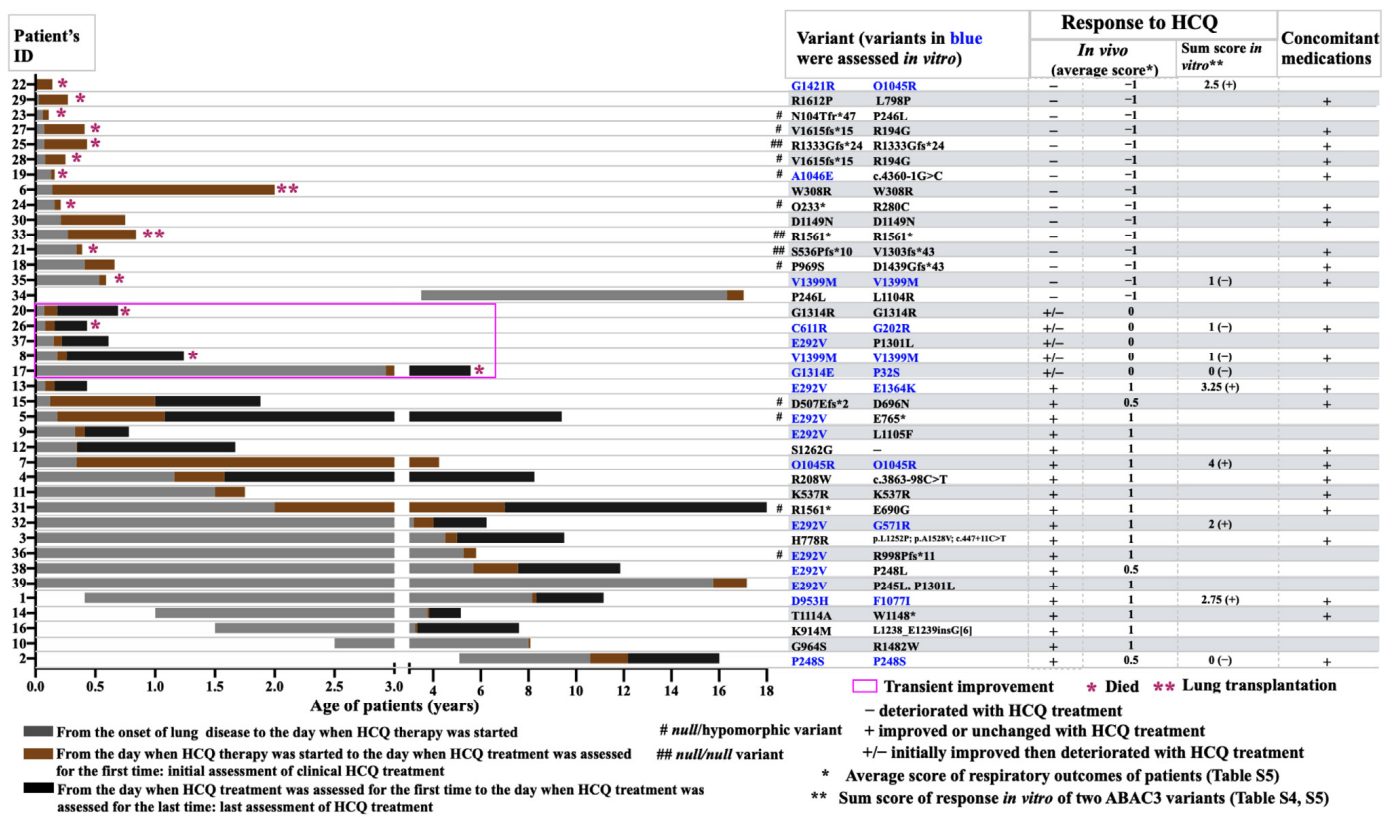 Patient's
ID
Variant (variants in blue
were assessed in vitro)
Response to HCQ
In vivo
(average score*)
Sum score in
vitro**
Concomitant
medications
22 * G1421R O1045R − −1 2.5 (+)
29 * R1612P L798P − −1 +
23 * # N104Tfr*47 P246L − −1
27 * # V1615fs*15 R194G − −1 +
25 * ## R1333Gfs*24 R1333Gfs*24 − −1 +
28 * # V1615fs*15 R194G − −1 +
19 * # A1046E c.4360-1G>C − −1 +
6 ** W308R W308R − −1
24 * # O233* R280C − −1 +
30 D1149N D1149N − −1 +
33 ** ## R1561* R1561* − −1
21 * ## S536Pfs*10 V1303fs*43 − −1 +
18 # P969S D1439Gfs*43 − −1 +
35 * V1399M V1399M − −1 1 (−) +
34 P246L L1104R − −1
20 * G1314R G1314R +/− 0
26 * C611R G202R +/− 0 1 (−) +
37 E292V P1301L +/− 0
8 * V1399M V1399M +/− 0 1 (−) +
17 * G1314E P32S +/− 0 0 (−)
13 E292V E1364K + 1 3.25 (+) +
15 # D507Efs*2 D696N + 0.5 +
5 # E292V E765* + 1
9 E292V L1105F + 1
12 S1262G − + 1 +
7 O1045R O1045R + 1 4 (+) +
4 R208W c.3863-98C>T + 1 +
11 K537R K537R + 1 +
31 # R1561* E690G + 1 +
32 E292V G571R + 1 2 (+)
3 H778R p.L1252P; p.A1528V; c.447+11C>T + 1 +
36 # E292V R998Pfs*11 + 1
38 E292V P248L + 0.5
39 E292V P245L, P1301L + 1
1 D953H F1077I + 1 2.75 (+) +
14 T1114A W1148* + 1 +
16 K914M L1238_E1239insG[6] + 1
10 G964S R1482W + 1
2 P248S P248S + 0.5 0 (−) +
0.0 0.5 1.0 1.5 2.0 2.5 3.0 4 6 8 10 12 14 16 18
Age of patients (years)
Transient improvement * Died ** Lung transplantation
From the onset of lung disease to the day when HCQ therapy was started
From the day when HCQ therapy was started to the day when HCQ treatment was assessed
for the first time: initial assessment of clinical HCQ treatment
From the day when HCQ treatment was assessed for the first time to the day when HCQ treatment was
assessed for the last time: last assessment of HCQ treatment
# null/hypomorphic variant
## null/null variant
− deteriorated with HCQ treatment
+ improved or unchanged with HCQ treatment
+/− initially improved then deteriorated with HCQ treatment
* Average score of respiratory outcomes of patients (Table S5)
** Sum score of response in vitro of two ABAC3 variants (Table S4, S5)